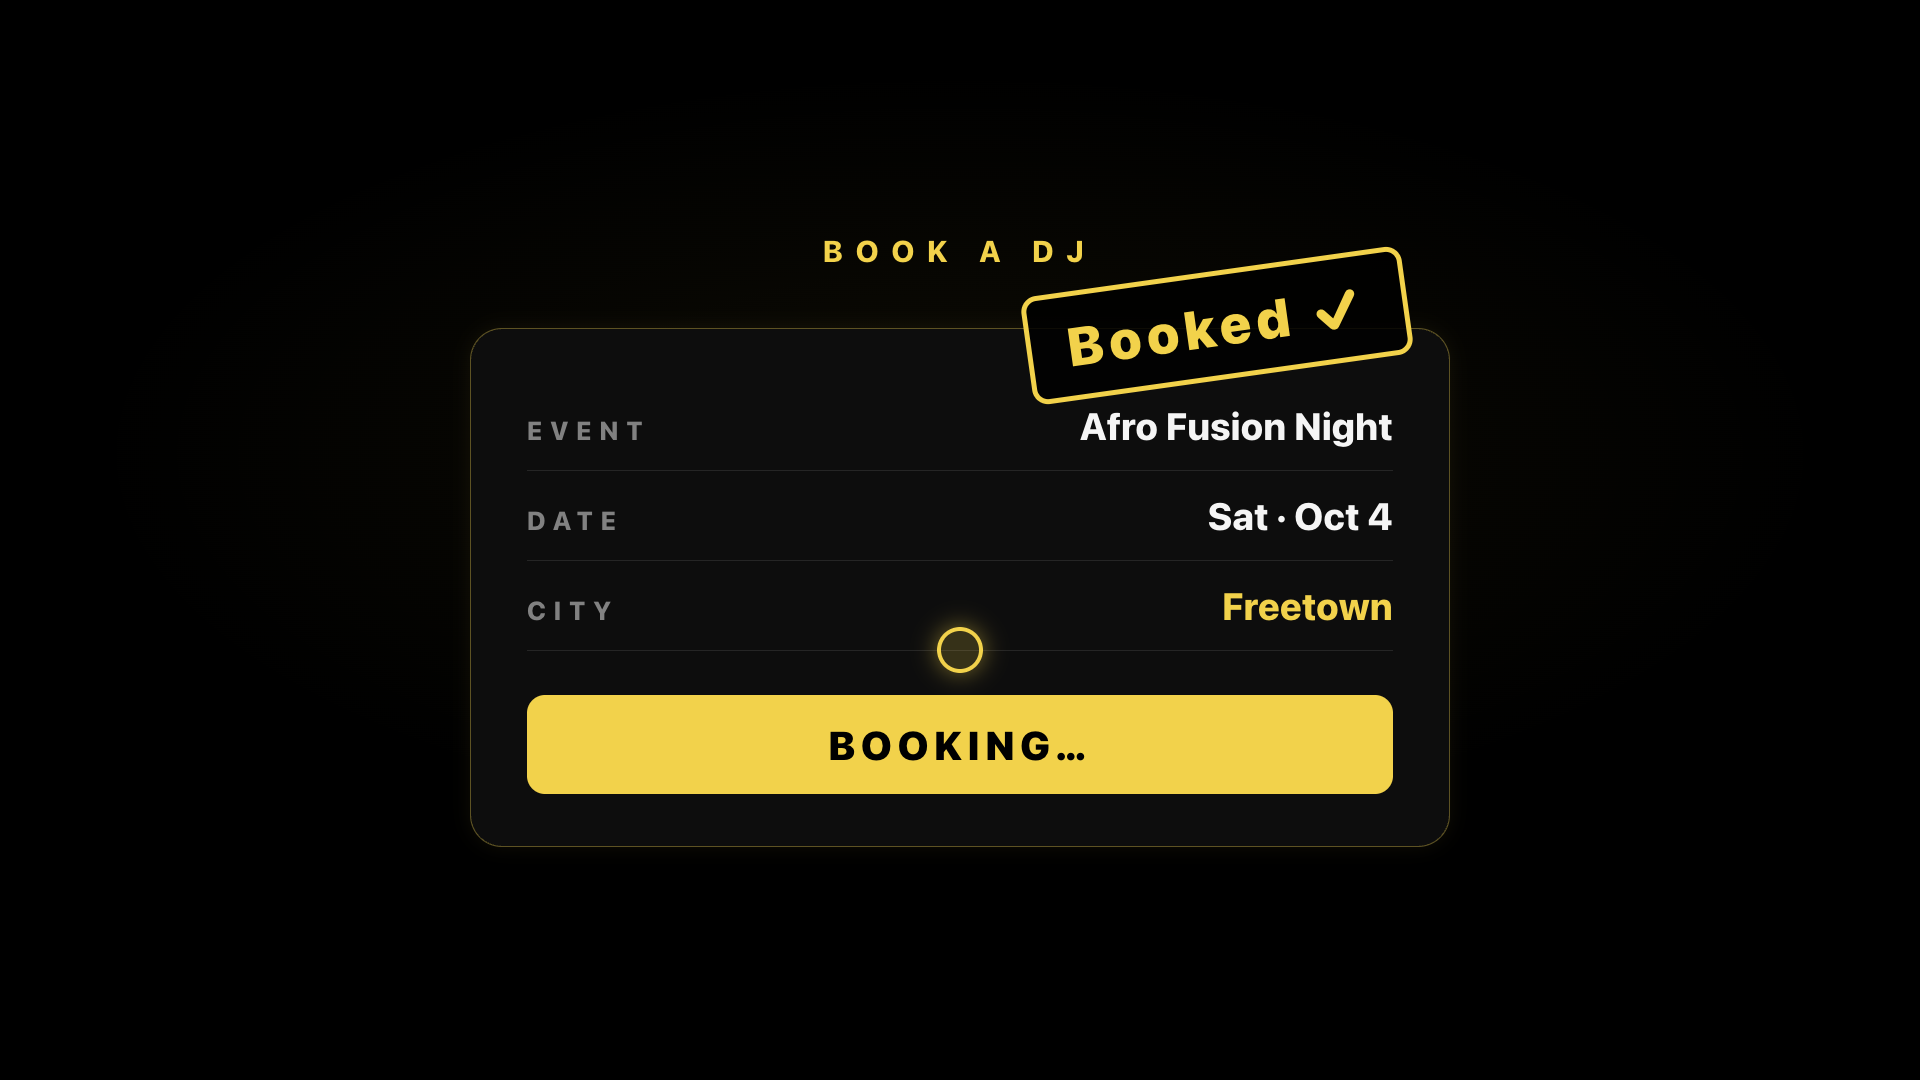 BOOK A DJ
Booked ✓
EVENT Afro Fusion Night
DATE Sat · Oct 4
CITY Freetown
BOOKING…